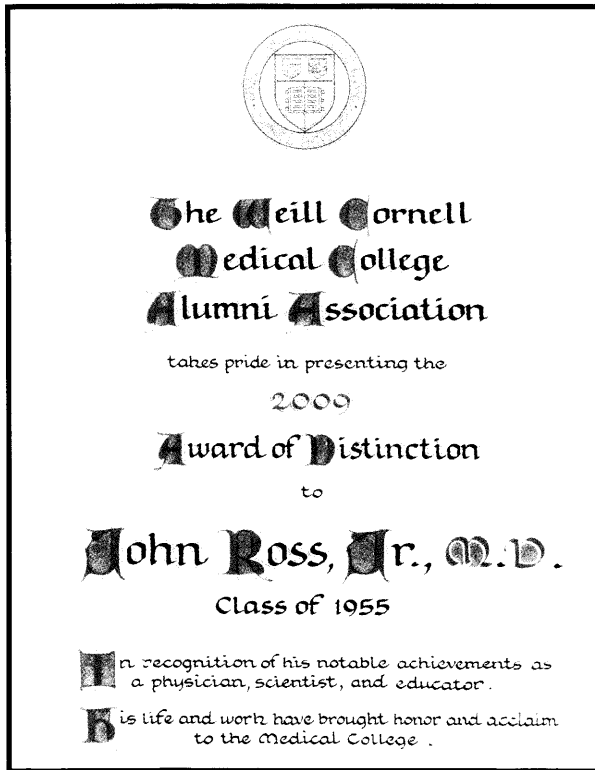 The Weill Cornell
Medical College
Alumni Association
takes pride in presenting the
2009
Award of Distinction
to
John Ross, Jr., M.D.
Class of 1955
In recognition of his notable achievements as
a physician, scientist, and educator.
His life and work have brought honor and acclaim
to the Medical College.